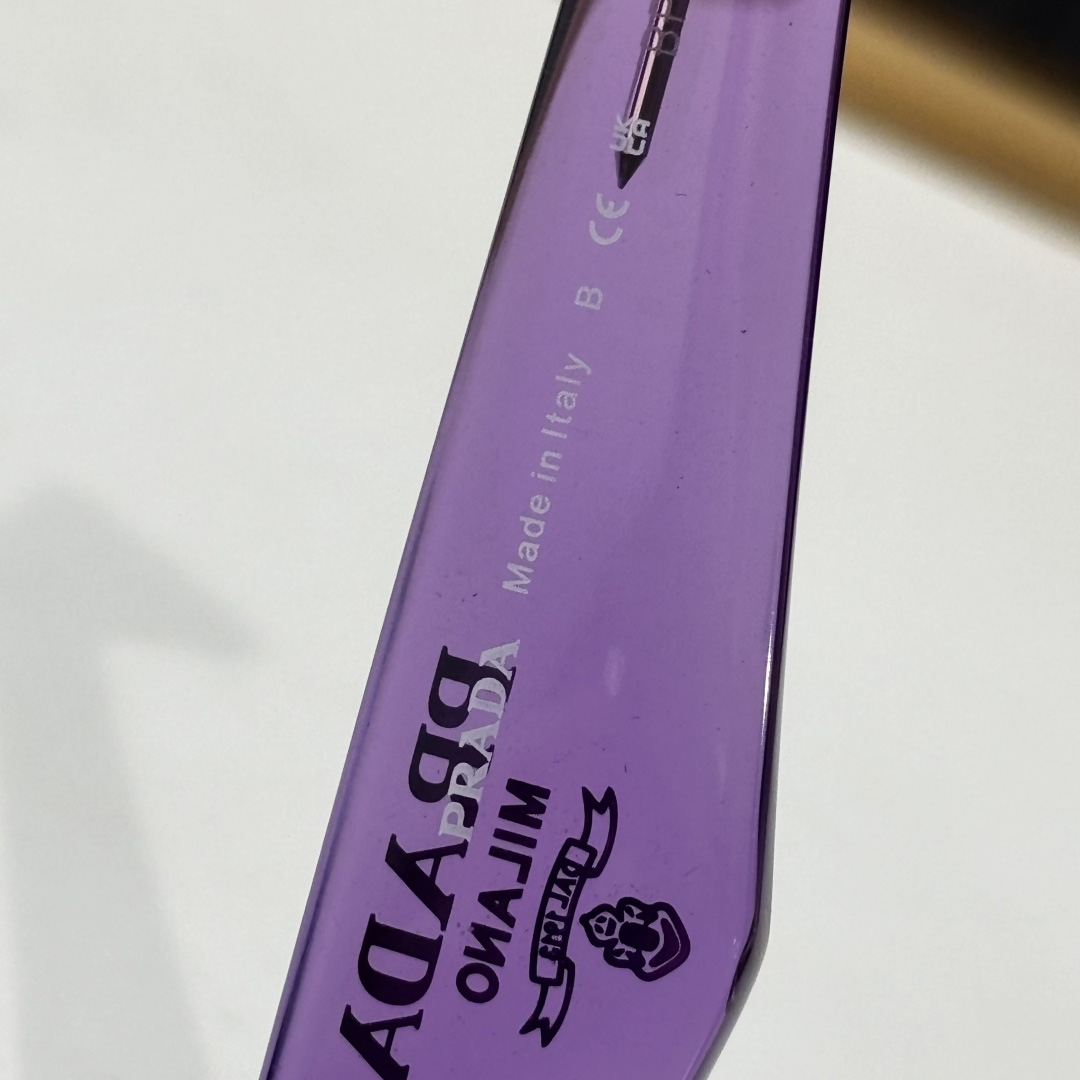 PRADA Made in Italy B CE UK CA
PRADA
MILANO
DAL 1913